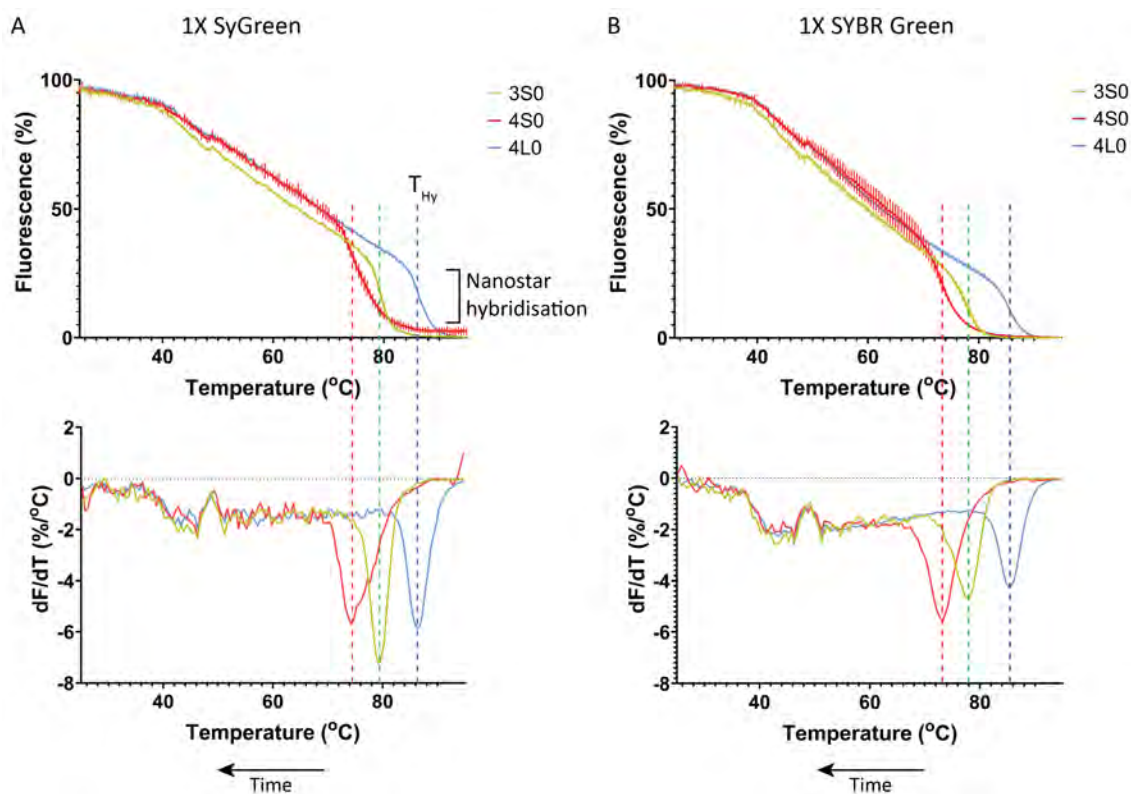 A
1X SyGreen
B
1X SYBR Green
Fluorescence (%)
100
50
0
40
60
80
Temperature (°C)
3S0
4S0
4L0
T_Hy
Nanostar
hybridisation
Fluorescence (%)
100
50
0
40
60
80
Temperature (°C)
3S0
4S0
4L0
dF/dT (%/°C)
2
0
-2
-4
-6
-8
40
60
80
Temperature (°C)
Time
dF/dT (%/°C)
2
0
-2
-4
-6
-8
40
60
80
Temperature (°C)
Time